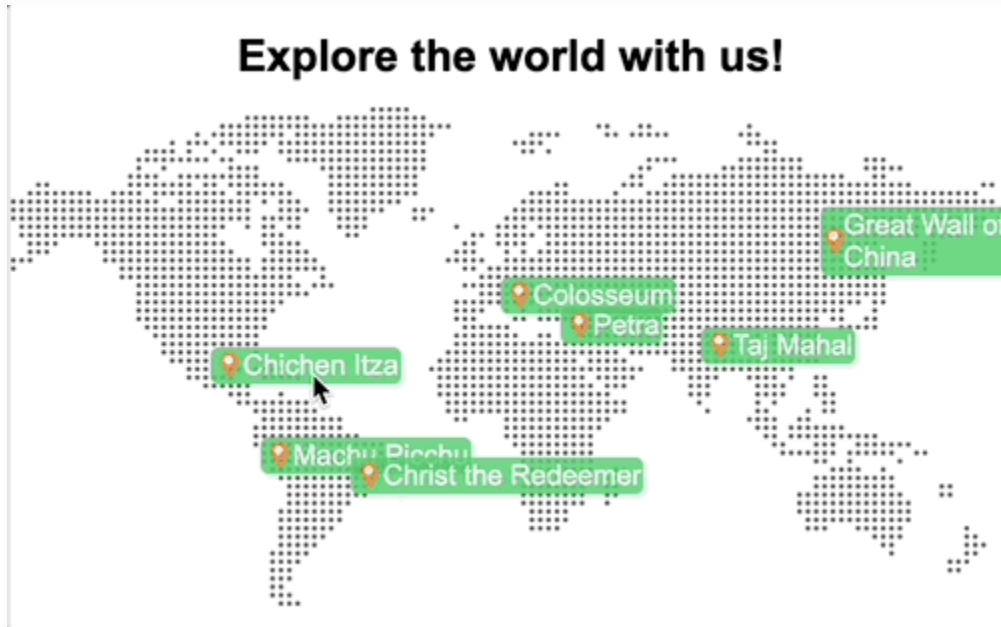 Explore the world with us!
Great Wall of
China
Colosseum
Petra
Taj Mahal
Chichen Itza
Machu Picchu
Christ the Redeemer